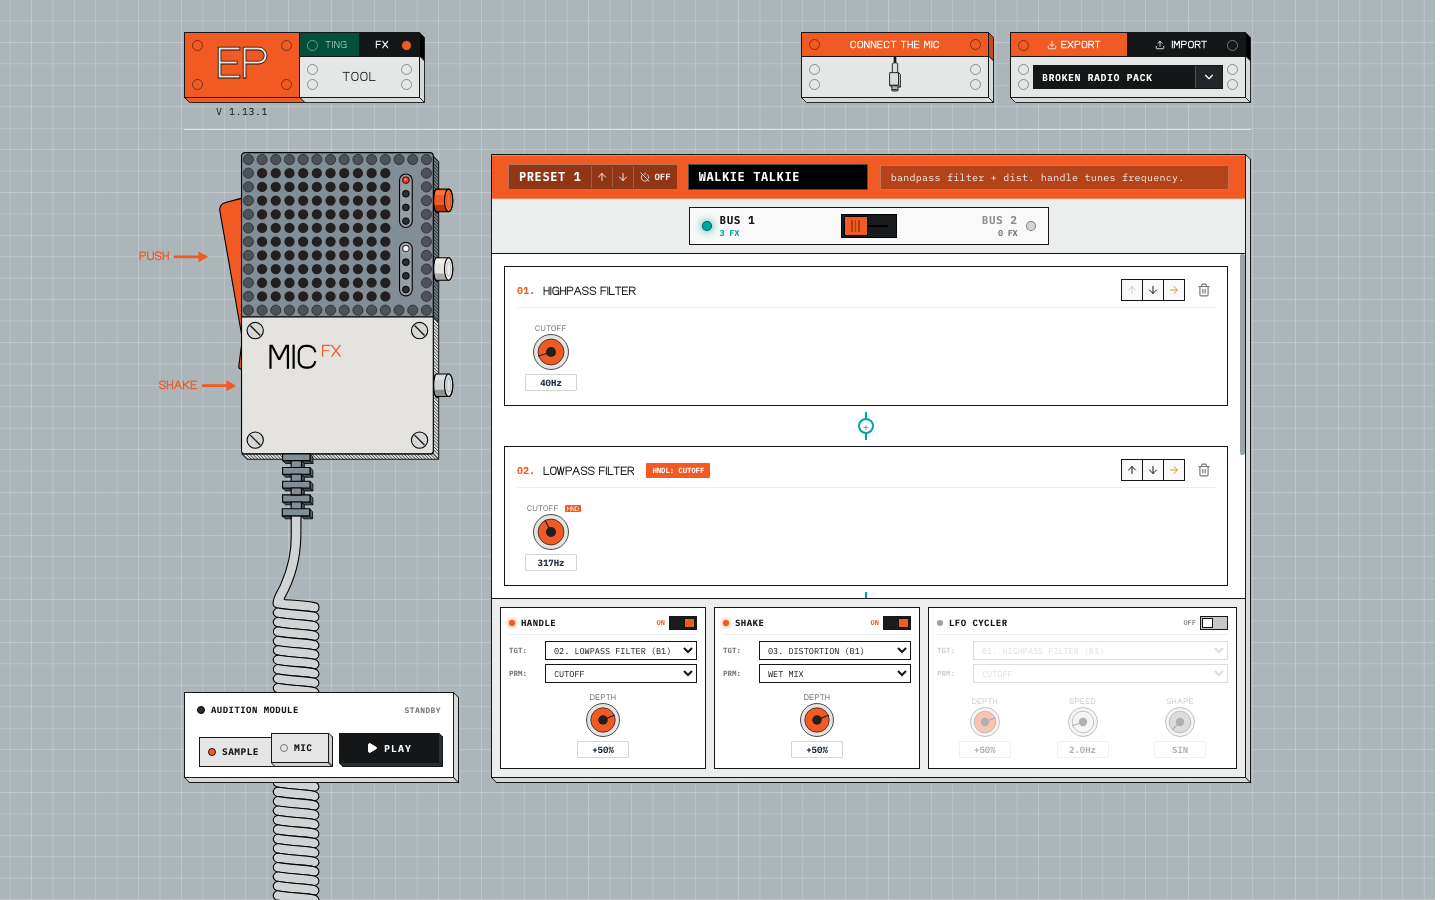 EP
TING
FX
TOOL
V 1.13.1
CONNECT THE MIC
EXPORT
IMPORT
BROKEN RADIO PACK
PUSH
SHAKE
MIC FX
PRESET 1
OFF
WALKIE TALKIE
bandpass filter + dist. handle tunes frequency.
BUS 1
3 FX
BUS 2
0 FX
01. HIGHPASS FILTER
CUTOFF
40Hz
02. LOWPASS FILTER
HNDL: CUTOFF
CUTOFF HND
317Hz
HANDLE
ON
TGT: 02. LOWPASS FILTER (B1)
PRM: CUTOFF
DEPTH
+50%
SHAKE
ON
TGT: 03. DISTORTION (B1)
PRM: WET MIX
DEPTH
+50%
LFO CYCLER
OFF
TGT: 01. HIGHPASS FILTER (B1)
PRM: CUTOFF
DEPTH SPEED SHAPE
+50% 2.0Hz SIN
AUDITION MODULE
STANDBY
SAMPLE
MIC
PLAY